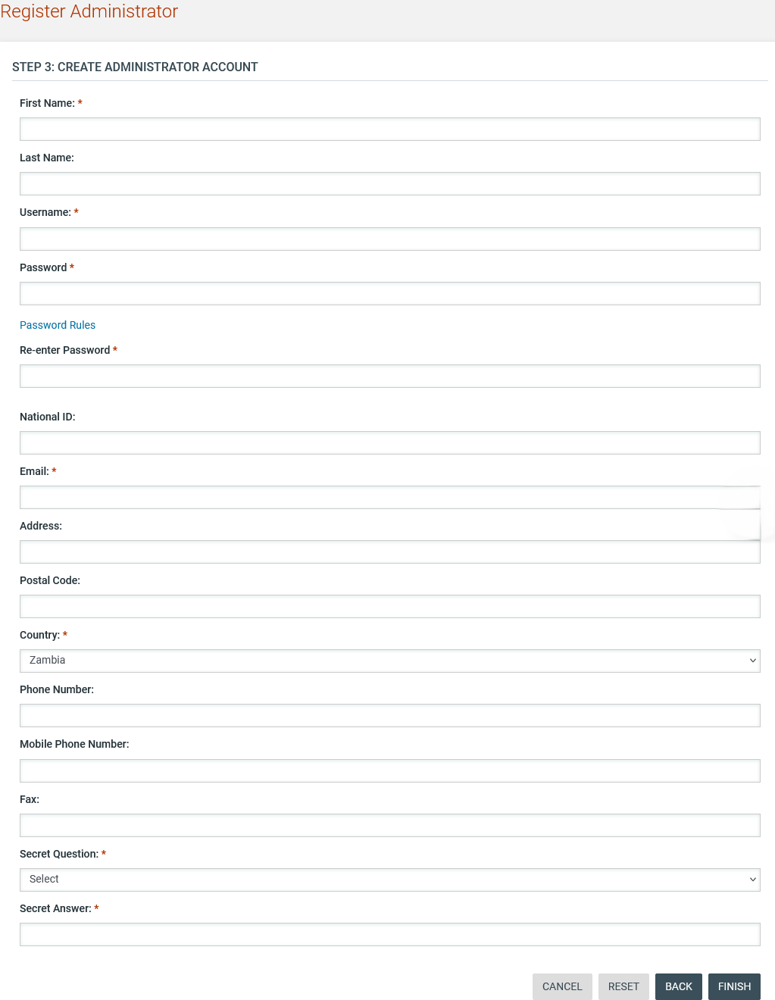 Register Administrator
STEP 3: CREATE ADMINISTRATOR ACCOUNT
First Name: *
Last Name:
Username: *
Password *
Password Rules
Re-enter Password *
National ID:
Email: *
Address:
Postal Code:
Country: *
Zambia
Phone Number:
Mobile Phone Number:
Fax:
Secret Question: *
Select
Secret Answer: *
CANCEL RESET BACK FINISH